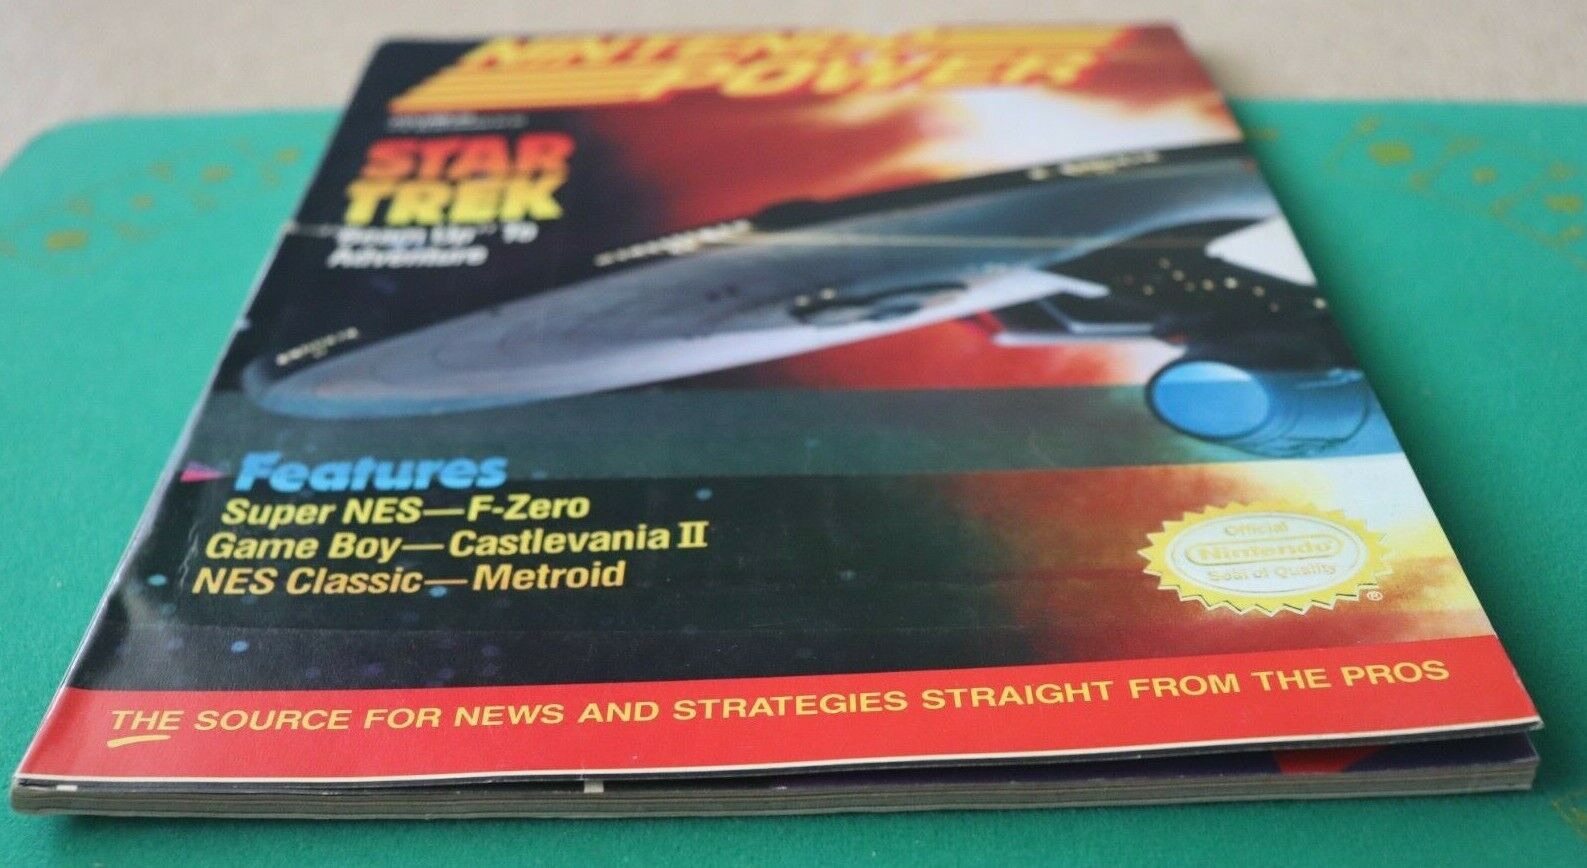 NINTENDO
POWER
STAR
TREK
"Beam Up" To
Adventure
Features
Super NES—F-Zero
Game Boy—Castlevania II
NES Classic—Metroid
Official
Nintendo
Seal of Quality
®
THE SOURCE FOR NEWS AND STRATEGIES STRAIGHT FROM THE PROS